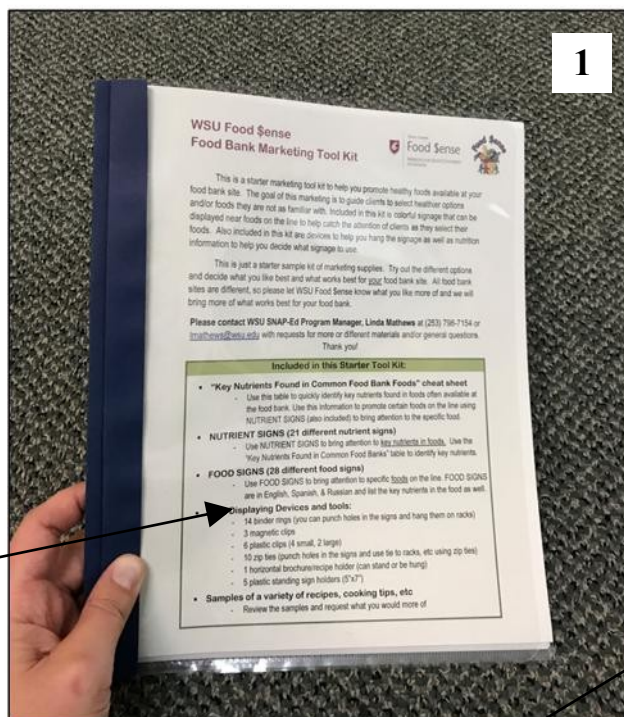 1
WSU Food $ense
Food Bank Marketing Tool Kit
Food $ense
Food $ense
This is a starter marketing tool kit to help you promote healthy foods available at your
food bank site. The goal of this marketing is to guide clients to select healthier options
and/or foods they are not as familiar with. Included in this kit is colorful signage that can be
displayed near foods on the line to help catch the attention of clients as they select their
foods. Also included in this kit are devices to help you hang the signage as well as nutrition
information to help you decide what signage to use.
This is just a starter sample kit of marketing supplies. Try out the different options
and decide what you like best and what works best for your food bank site. All food bank
sites are different, so please let WSU Food $ense know what you like more of and we will
bring more of what works best for your food bank.
Please contact WSU SNAP-Ed Program Manager, Linda Mathews at (253) 798-7154 or
lmathews@wsu.edu with requests for more or different materials and/or general questions.
Thank you!
Included in this Starter Tool Kit:
• "Key Nutrients Found in Common Food Bank Foods" cheat sheet
- Use this table to quickly identify key nutrients found in foods often available at
the food bank. Use this information to promote certain foods on the line using
NUTRIENT SIGNS (also included) to bring attention to the specific food.
• NUTRIENT SIGNS (21 different nutrient signs)
- Use NUTRIENT SIGNS to bring attention to key nutrients in foods. Use the
"Key Nutrients Found in Common Food Banks" table to identify key nutrients.
• FOOD SIGNS (28 different food signs)
- Use FOOD SIGNS to bring attention to specific foods on the line. FOOD SIGNS
are in English, Spanish, & Russian and list the key nutrients in the food as well.
• Displaying Devices and tools:
- 14 binder rings (you can punch holes in the signs and hang them on racks)
- 3 magnetic clips
- 6 plastic clips (4 small, 2 large)
- 10 zip ties (punch holes in the signs and use tie to racks, etc using zip ties)
- 1 horizontal brochure/recipe holder (can stand or be hung)
- 5 plastic standing sign holders (5"x7")
• Samples of a variety of recipes, cooking tips, etc
- Review the samples and request what you would more of